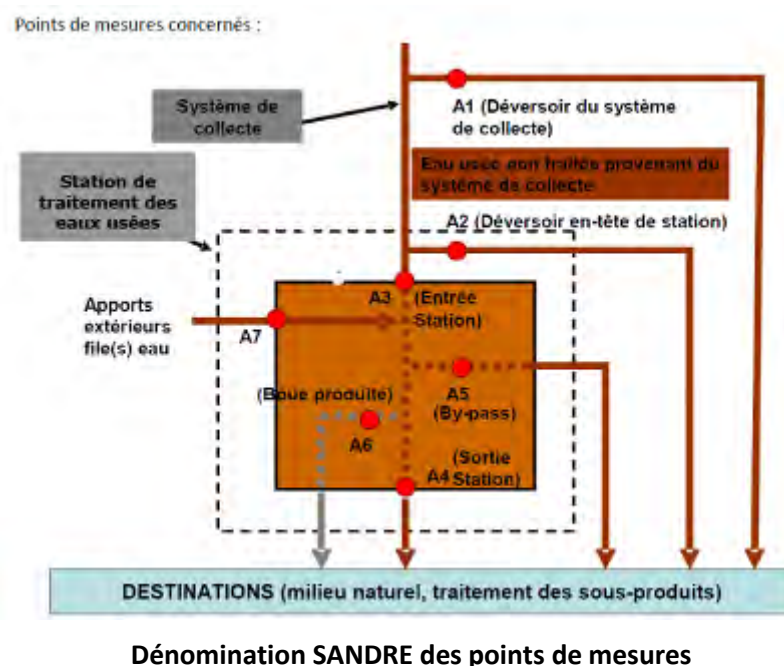 Points de mesures concernés :
Système de
collecte
A1 (Déversoir du système
de collecte)
Station de
traitement des
eaux usées
Eau usée non traitée provenant du
système de collecte
A2 (Déversoir en-tête de station)
Apports
extérieurs
file(s) eau
A7
A3 (Entrée
Station)
(Boue produite)
A6
A5
(By-pass)
(Sortie
A4 Station)
DESTINATIONS (milieu naturel, traitement des sous-produits)
Dénomination SANDRE des points de mesures